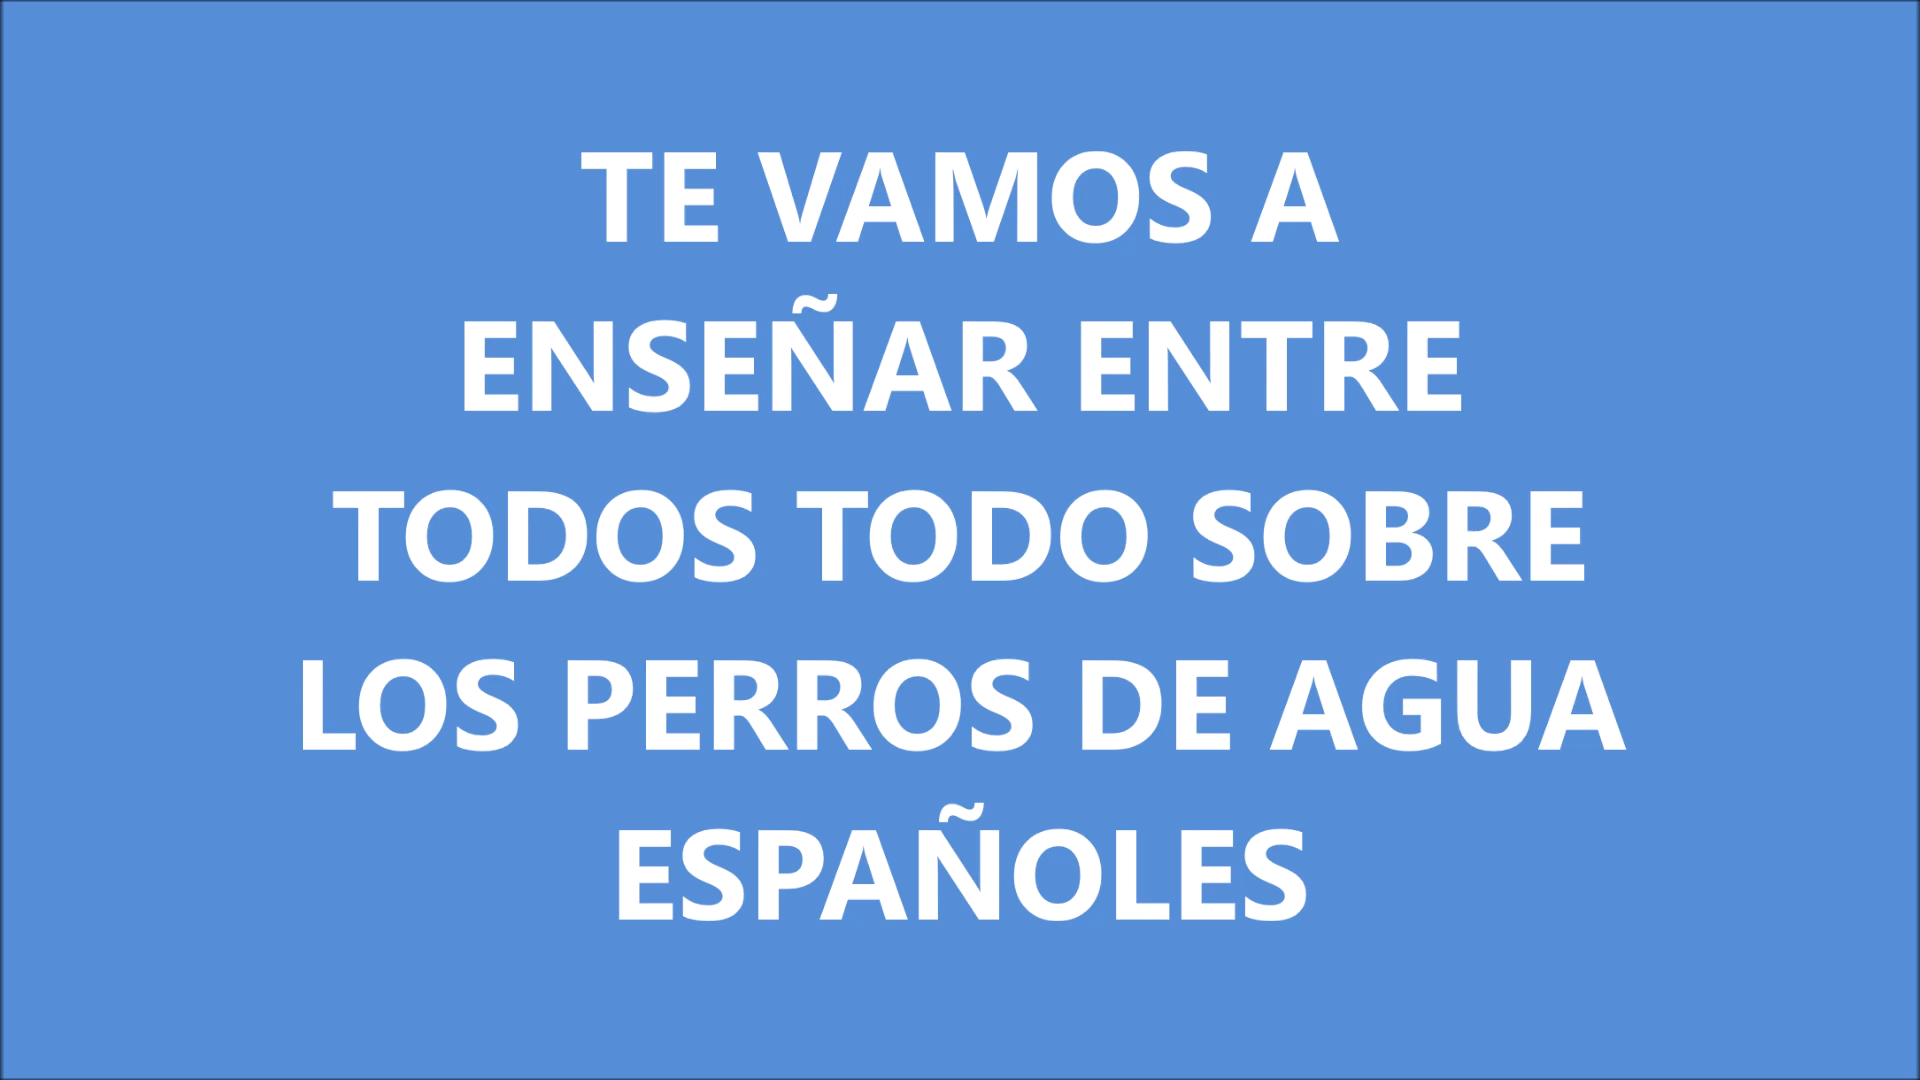 TE VAMOS A
ENSEÑAR ENTRE
TODOS TODO SOBRE
LOS PERROS DE AGUA
ESPAÑOLES